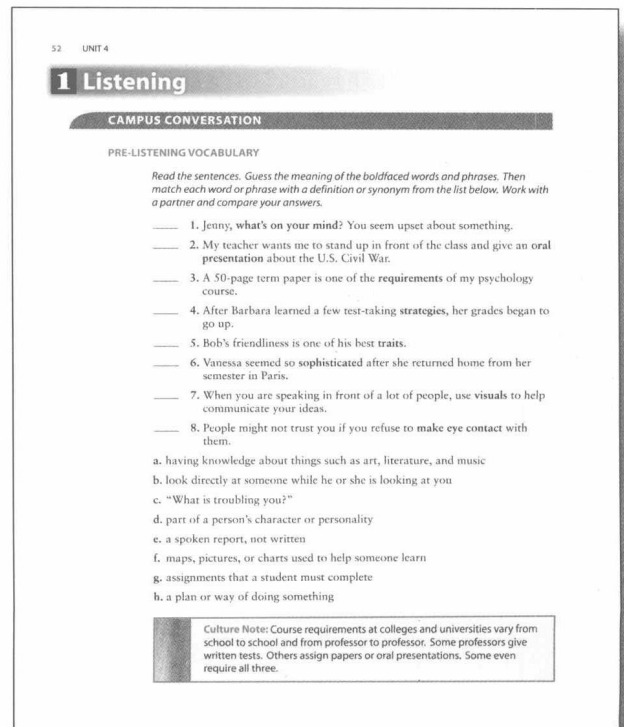 52 UNIT 4
1 Listening
CAMPUS CONVERSATION
PRE-LISTENING VOCABULARY
Read the sentences. Guess the meaning of the boldfaced words and phrases. Then
match each word or phrase with a definition or synonym from the list below. Work with
a partner and compare your answers.
____ 1. Jenny, what's on your mind? You seem upset about something.
____ 2. My teacher wants me to stand up in front of the class and give an oral
presentation about the U.S. Civil War.
____ 3. A 50-page term paper is one of the requirements of my psychology
course.
____ 4. After Barbara learned a few test-taking strategies, her grades began to
go up.
____ 5. Bob's friendliness is one of his best traits.
____ 6. Vanessa seemed so sophisticated after she returned home from her
semester in Paris.
____ 7. When you are speaking in front of a lot of people, use visuals to help
communicate your ideas.
____ 8. People might not trust you if you refuse to make eye contact with
them.
a. having knowledge about things such as art, literature, and music
b. look directly at someone while he or she is looking at you
c. "What is troubling you?"
d. part of a person's character or personality
e. a spoken report, not written
f. maps, pictures, or charts used to help someone learn
g. assignments that a student must complete
h. a plan or way of doing something
Culture Note: Course requirements at colleges and universities vary from
school to school and from professor to professor. Some professors give
written tests. Others assign papers or oral presentations. Some even
require all three.